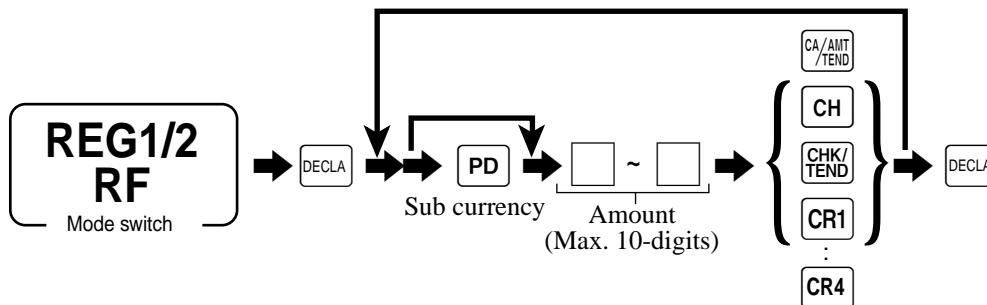 REG1/2
RF
Mode switch
DECLA
PD
Sub currency
~
Amount
(Max. 10-digits)
CA/AMT
/TEND
CH
CHK/
TEND
CR1
:
CR4
DECLA